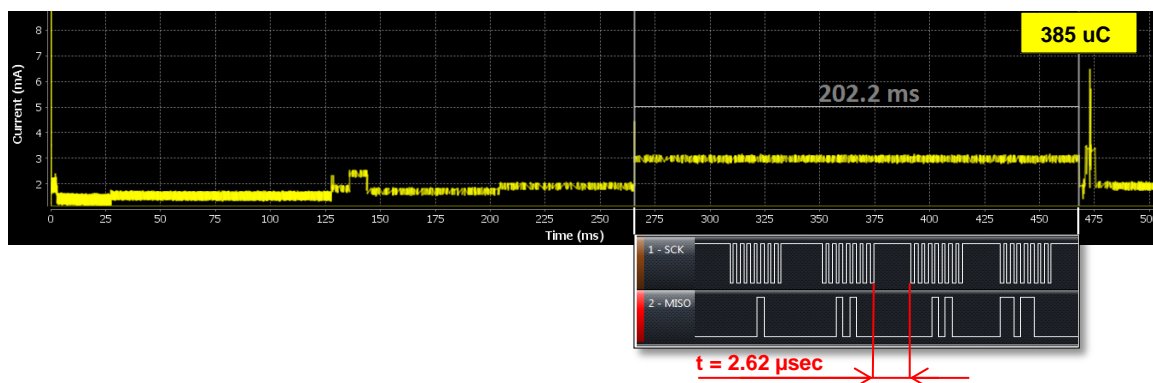 385 uC
Current (mA)
8
7
6
5
4
3
2
202.2 ms
0 25 50 75 100 125 150 175 200 225 250 275 300 325 350 375 400 425 450 475 500
Time (ms)
1 - SCK
2 - MISO
t = 2.62 µsec